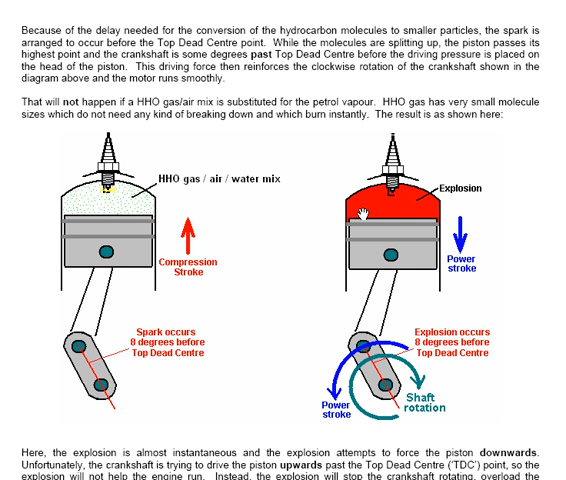 Because of the delay needed for the conversion of the hydrocarbon molecules to smaller particles, the spark is
arranged to occur before the Top Dead Centre point. While the molecules are splitting up, the piston passes its
highest point and the crankshaft is some degrees past Top Dead Centre before the driving pressure is placed on
the head of the piston. This driving force then reinforces the clockwise rotation of the crankshaft shown in the
diagram above and the motor runs smoothly.
That will not happen if a HHO gas/air mix is substituted for the petrol vapour. HHO gas has very small molecule
sizes which do not need any kind of breaking down and which burn instantly. The result is as shown here:
HHO gas / air / water mix
Compression
Stroke
Spark occurs
8 degrees before
Top Dead Centre
Explosion
Power
stroke
Explosion occurs
8 degrees before
Top Dead Centre
Power
stroke
Shaft
rotation
Here, the explosion is almost instantaneous and the explosion attempts to force the piston downwards.
Unfortunately, the crankshaft is trying to drive the piston upwards past the Top Dead Centre ('TDC') point, so the
explosion will not help the engine run. Instead, the explosion will stop the crankshaft rotating, overload the